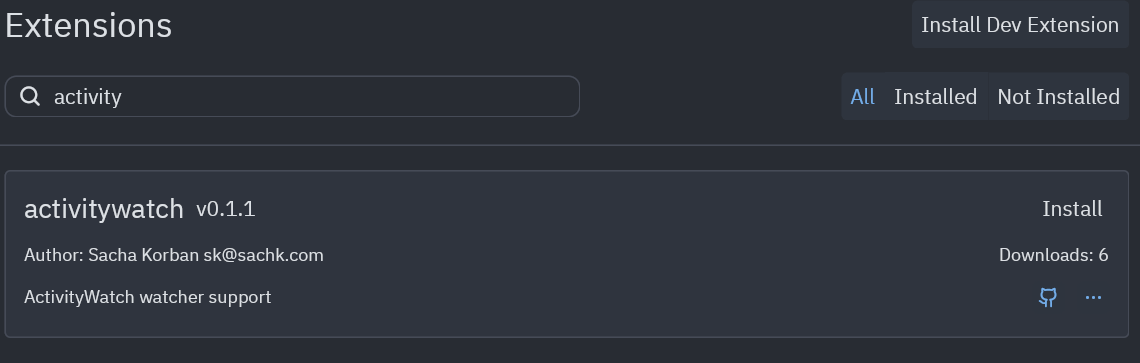 Extensions
Install Dev Extension
activity
All Installed Not Installed
activitywatch v0.1.1
Install
Author: Sacha Korban sk@sachk.com
Downloads: 6
ActivityWatch watcher support